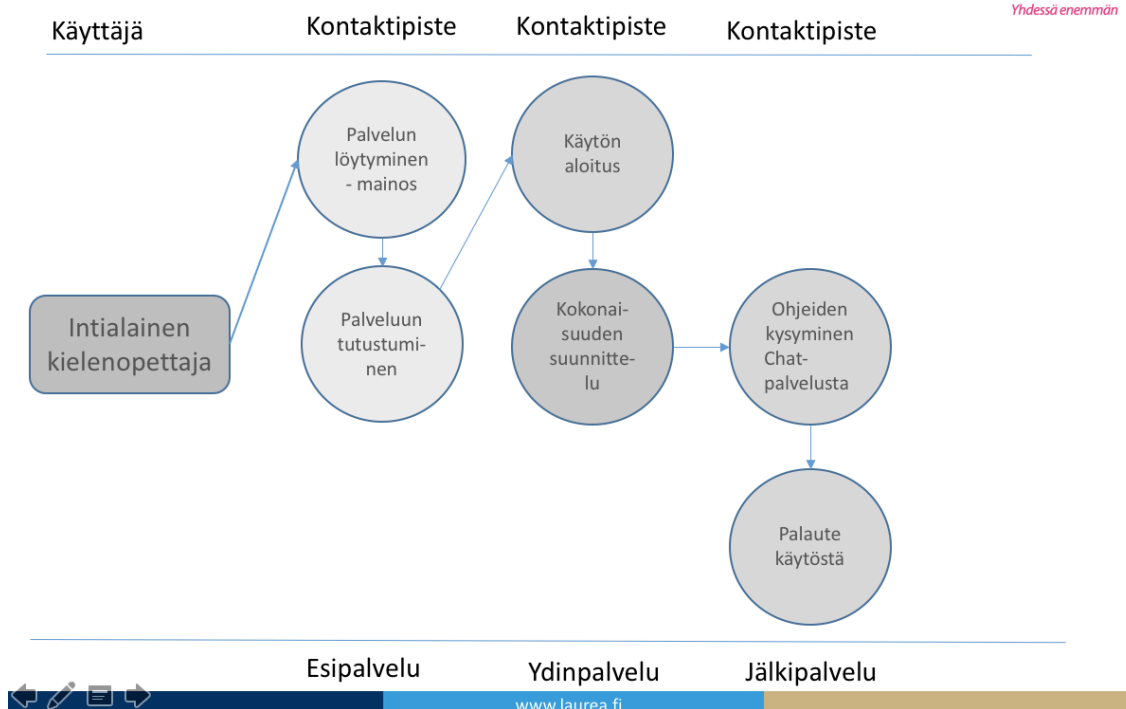 Yhdessä enemmän
Käyttäjä
Kontaktipiste
Kontaktipiste
Kontaktipiste
Palvelun
löytyminen
- mainos
Käytön
aloitus
Intialainen
kielenopettaja
Palveluun
tutustumi-
nen
Kokonai-
suuden
suunnitte-
lu
Ohjeiden
kysyminen
Chat-
palvelusta
Palaute
käytöstä
Esipalvelu
Ydinpalvelu
Jälkipalvelu
www.laurea.fi